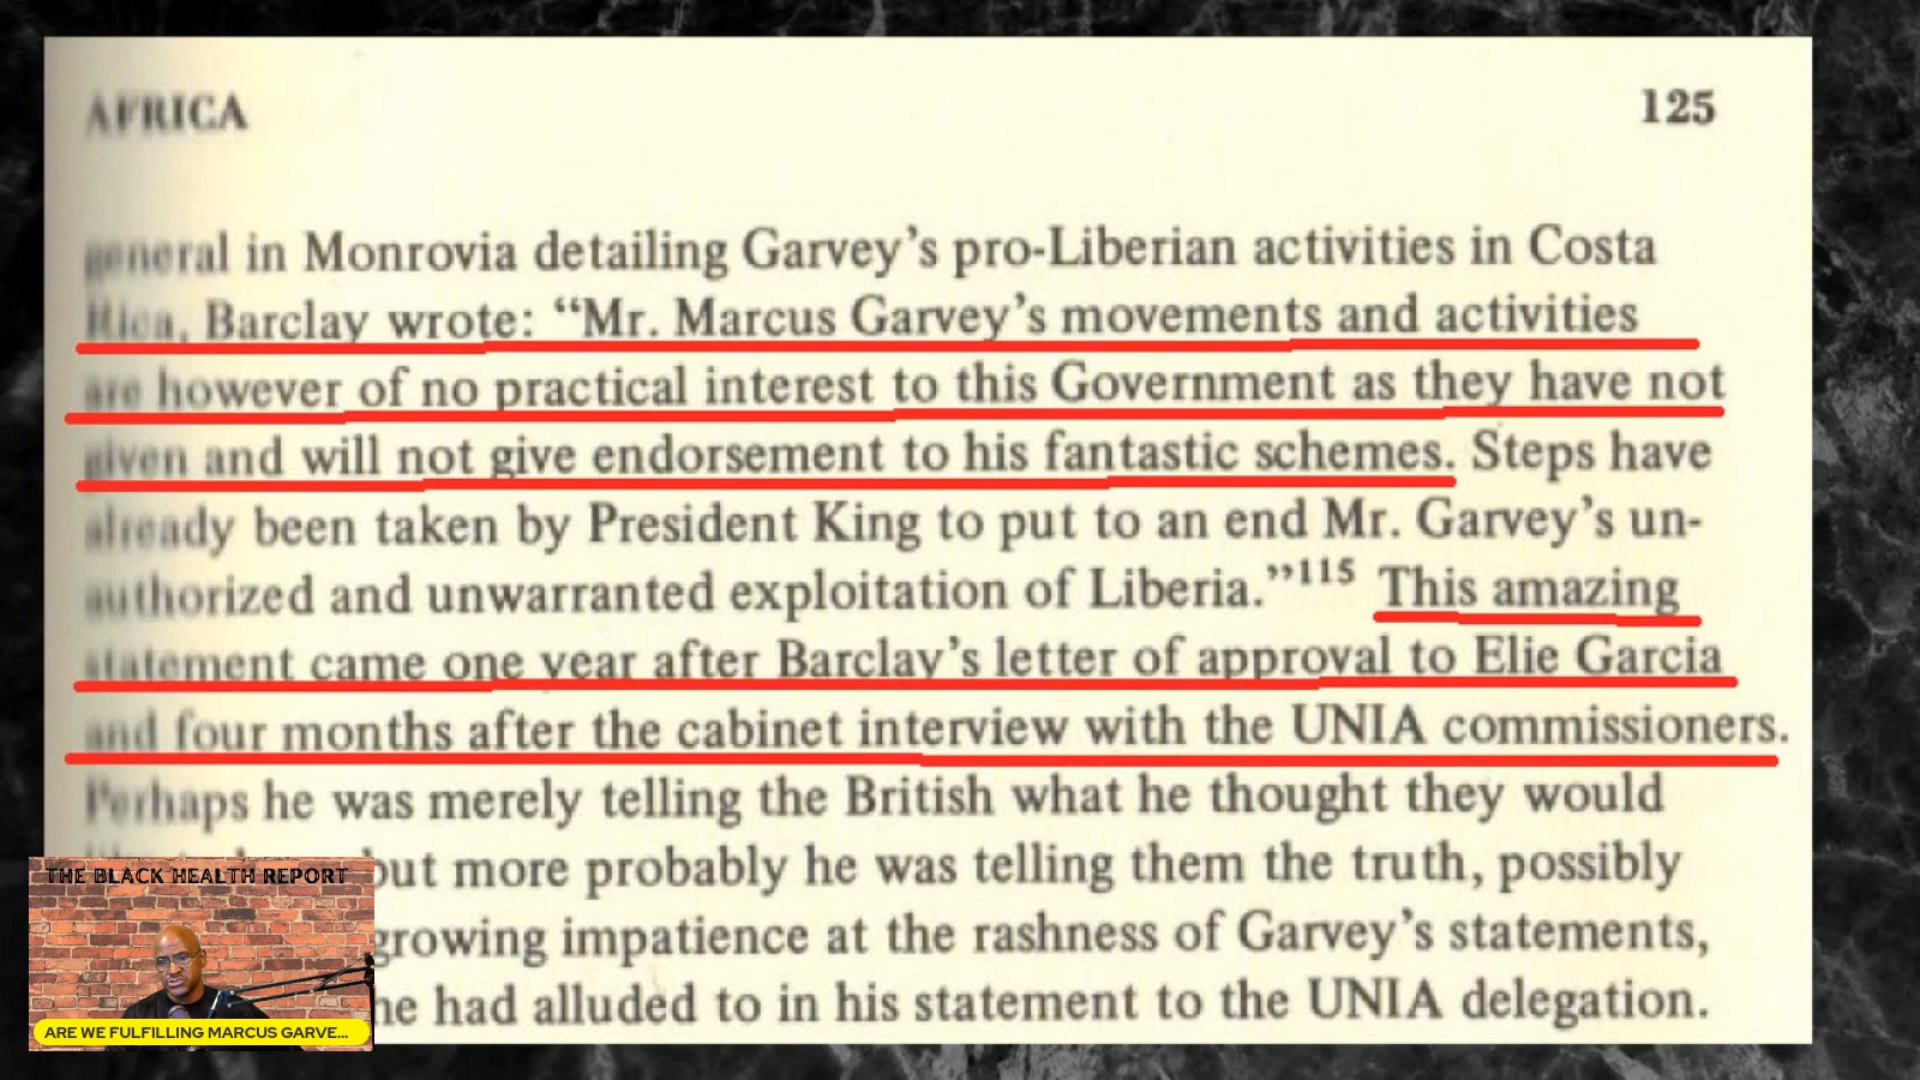 AFRICA 125
general in Monrovia detailing Garvey's pro-Liberian activities in Costa
Rica, Barclay wrote: “Mr. Marcus Garvey's movements and activities
are however of no practical interest to this Government as they have not
given and will not give endorsement to his fantastic schemes. Steps have
already been taken by President King to put to an end Mr. Garvey's un-
authorized and unwarranted exploitation of Liberia.”115 This amazing
statement came one year after Barclay's letter of approval to Elie Garcia
and four months after the cabinet interview with the UNIA commissioners.
Perhaps he was merely telling the British what he thought they would
but more probably he was telling them the truth, possibly
growing impatience at the rashness of Garvey's statements,
he had alluded to in his statement to the UNIA delegation.
THE BLACK HEALTH REPORT
ARE WE FULFILLING MARCUS GARVE...